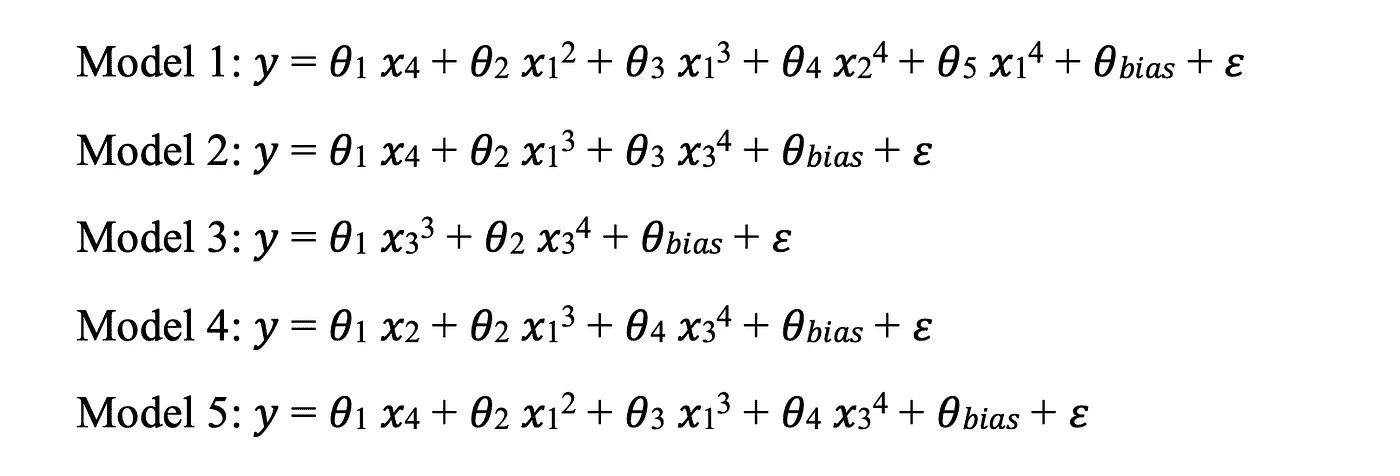 Model 1: y = θ1 x4 + θ2 x1² + θ3 x1³ + θ4 x2⁴ + θ5 x1⁴ + θbias + ε
Model 2: y = θ1 x4 + θ2 x1³ + θ3 x3⁴ + θbias + ε
Model 3: y = θ1 x3³ + θ2 x3⁴ + θbias + ε
Model 4: y = θ1 x2 + θ2 x1³ + θ4 x3⁴ + θbias + ε
Model 5: y = θ1 x4 + θ2 x1² + θ3 x1³ + θ4 x3⁴ + θbias + ε